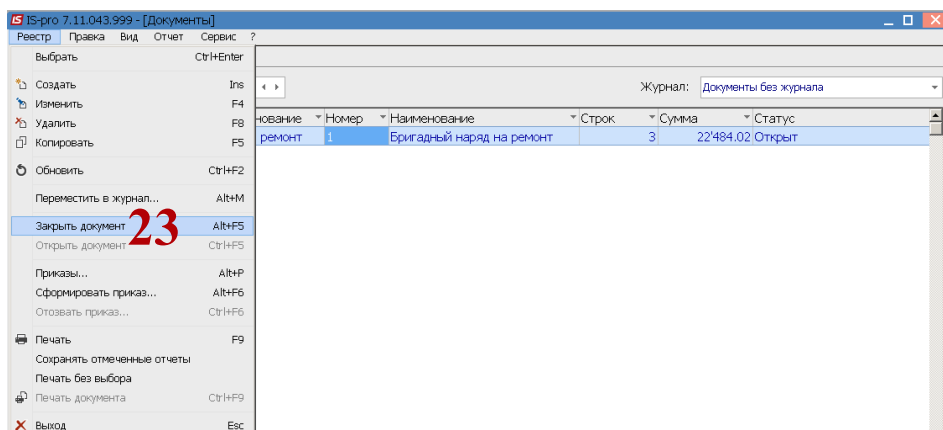 IS-pro 7.11.043.999 - [Документы]
Реестр Правка Вид Отчет Сервис ?
Выбрать Ctrl+Enter
Создать Ins
Изменить F4
Удалить F8
Копировать F5
Обновить Ctrl+F2
Переместить в журнал... Alt+M
Закрыть документ Alt+F5
23
Открыть документ Ctrl+F5
Приказы... Alt+P
Сформировать приказ... Alt+F6
Отозвать приказ... Ctrl+F6
Печать F9
Сохранять отмеченные отчеты
Печать без выбора
Печать документа Ctrl+F9
Выход Esc
Журнал: Документы без журнала
нование Номер Наименование Строк Сумма Статус
ремонт 1 Бригадный наряд на ремонт 3 22'484.02 Открыт